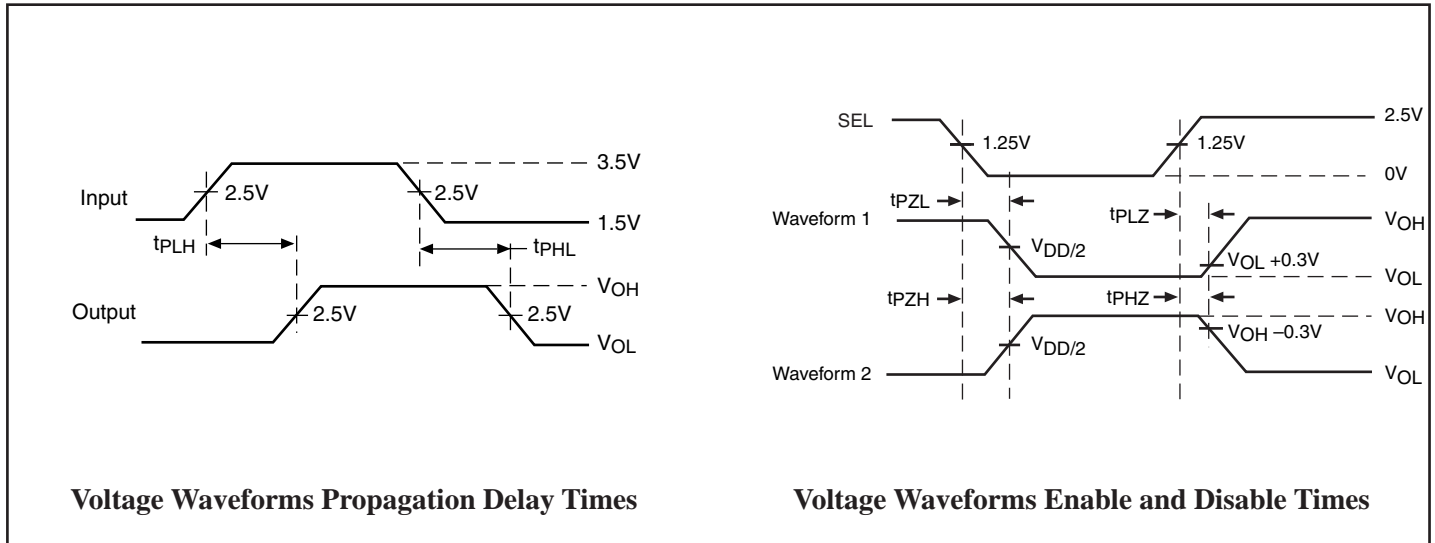 3.5V
Input
2.5V
2.5V
1.5V
tPLH
tPHL
VOH
Output
2.5V
2.5V
VOL
Voltage Waveforms Propagation Delay Times
SEL
2.5V
1.25V
1.25V
0V
tPZL
tPLZ
Waveform 1
VOH
VDD/2
VOL +0.3V
VOL
tPZH
tPHZ
VOH
VDD/2
VOH –0.3V
Waveform 2
VOL
Voltage Waveforms Enable and Disable Times